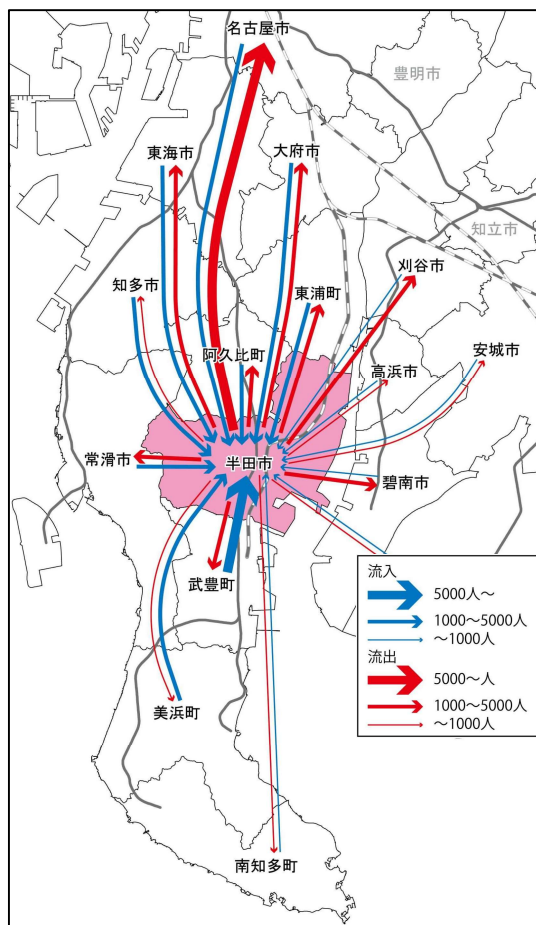 名古屋市
豊明市
東海市
大府市
知立市
刈谷市
知多市
東浦町
安城市
阿久比町
高浜市
常滑市
半田市
碧南市
武豊町
流入
5000人～
1000～5000人
～1000人
流出
5000～人
1000～5000人
～1000人
美浜町
南知多町